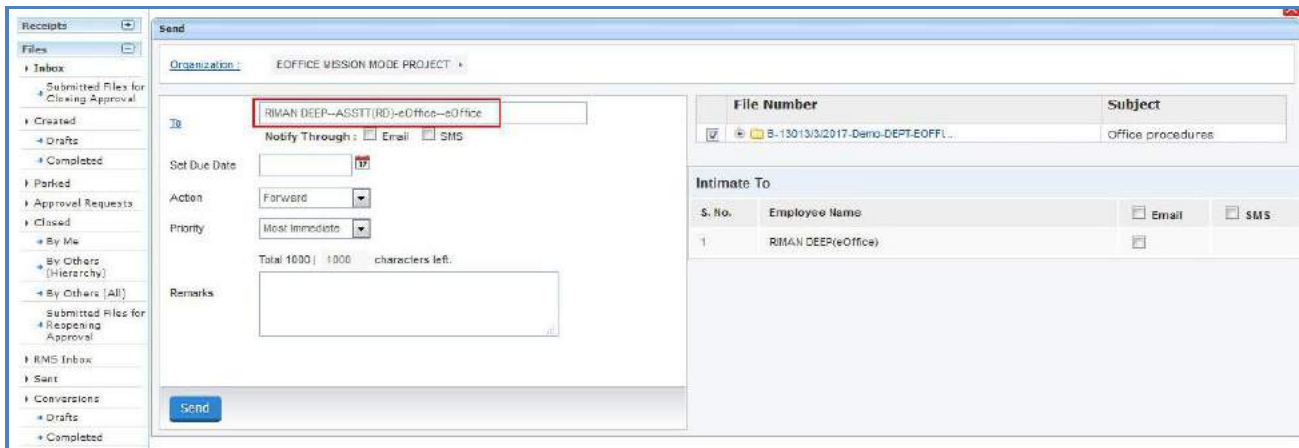 Receipts
Files
Inbox
Submitted Files for
Closing Approval
Created
Drafts
Completed
Parked
Approval Requests
Closed
By Me
By Others
(Hierarchy)
By Others (All)
Submitted Files for
Reopening
Approval
RMS Inbox
Sent
Conversions
Drafts
Completed
Send
Organization : EOFFICE MISSION MODE PROJECT
To RIMAN DEEP--ASSTT(RD)-eOffice--eOffice
Notify Through : Email SMS
Set Due Date 17
Action Forward
Priority Most Immediate
Total 1000 | 1000 characters left.
Remarks
Send
File Number Subject
B-13013/3/2017-Demo-DEPT-EOFFI... Office procedures
Intimate To
S. No. Employee Name Email SMS
1 RIMAN DEEP(eOffice)